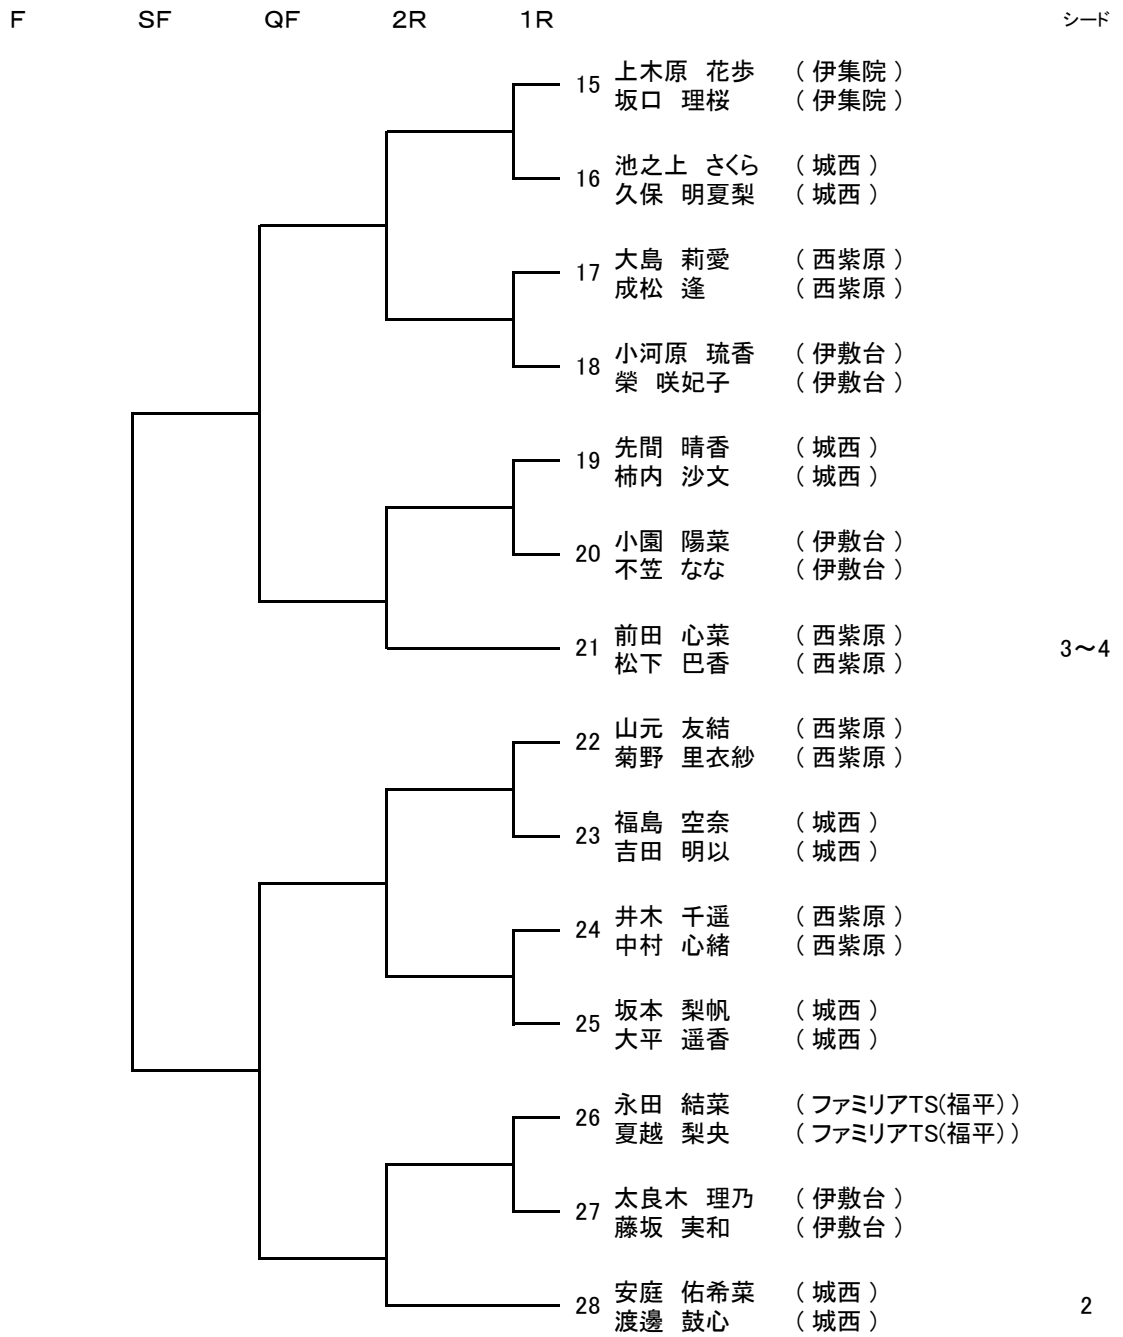 F SF QF 2R 1R シード
15 上木原 花歩 ( 伊集院 )
坂口 理桜 ( 伊集院 )
16 池之上 さくら ( 城西 )
久保 明夏梨 ( 城西 )
17 大島 莉愛 ( 西紫原 )
成松 逢 ( 西紫原 )
18 小河原 琉香 ( 伊敷台 )
榮 咲妃子 ( 伊敷台 )
19 先間 晴香 ( 城西 )
柿内 沙文 ( 城西 )
20 小園 陽菜 ( 伊敷台 )
不笠 なな ( 伊敷台 )
21 前田 心菜 ( 西紫原 ) 3～4
松下 巴香 ( 西紫原 )
22 山元 友結 ( 西紫原 )
菊野 里衣紗 ( 西紫原 )
23 福島 空奈 ( 城西 )
吉田 明以 ( 城西 )
24 井木 千遥 ( 西紫原 )
中村 心緒 ( 西紫原 )
25 坂本 梨帆 ( 城西 )
大平 遥香 ( 城西 )
26 永田 結菜 ( ファミリアTS(福平) )
夏越 梨央 ( ファミリアTS(福平) )
27 太良木 理乃 ( 伊敷台 )
藤坂 実和 ( 伊敷台 )
28 安庭 佑希菜 ( 城西 ) 2
渡邊 鼓心 ( 城西 )